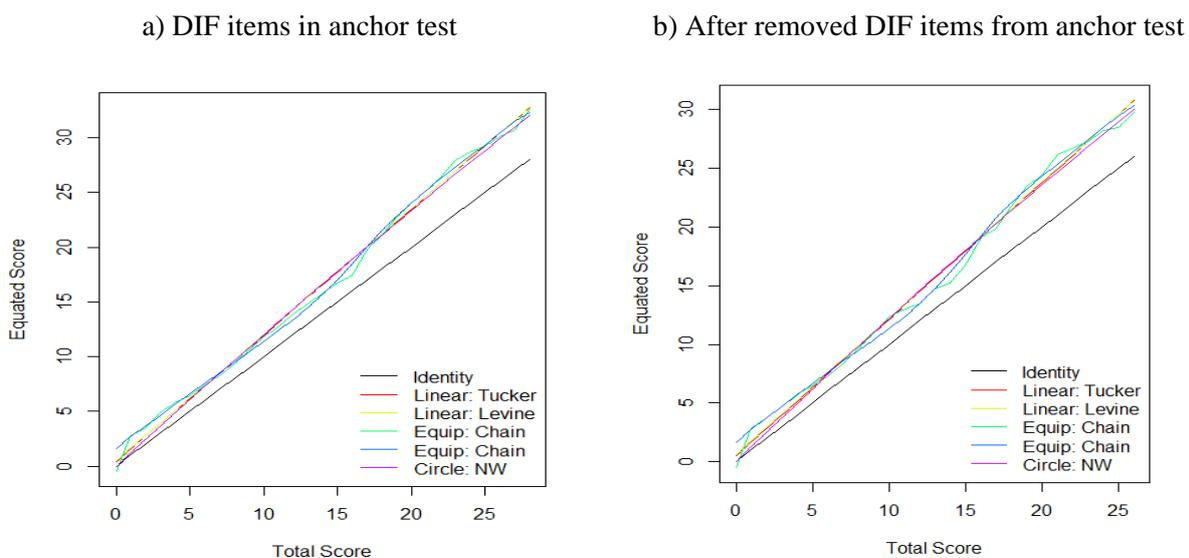 a) DIF items in anchor test
b) After removed DIF items from anchor test
Equated Score
30
25
20
15
10
5
0
0 5 10 15 20 25
Total Score
Identity
Linear: Tucker
Linear: Levine
Equip: Chain
Equip: Chain
Circle: NW
Equated Score
30
25
20
15
10
5
0
0 5 10 15 20 25
Total Score
Identity
Linear: Tucker
Linear: Levine
Equip: Chain
Equip: Chain
Circle: NW